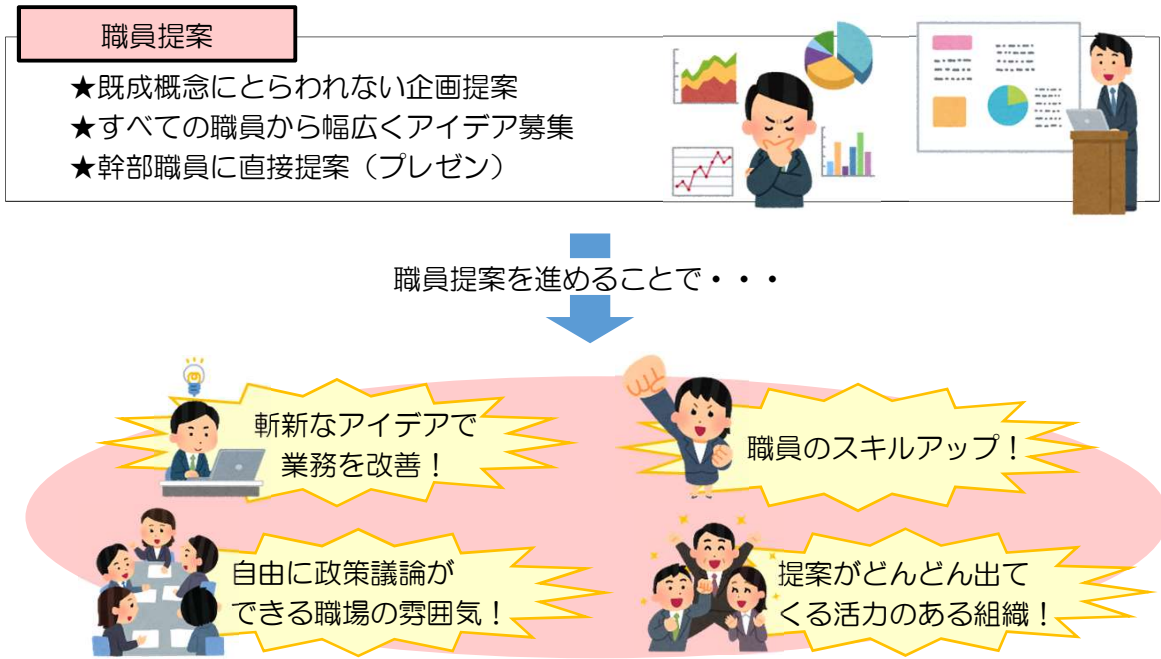 職員提案
★既成概念にとらわれない企画提案
★すべての職員から幅広くアイデア募集
★幹部職員に直接提案（プレゼン）
職員提案を進めることで・・・
斬新なアイデアで
業務を改善！
職員のスキルアップ！
自由に政策議論が
できる職場の雰囲気！
提案がどんどん出て
くる活力のある組織！